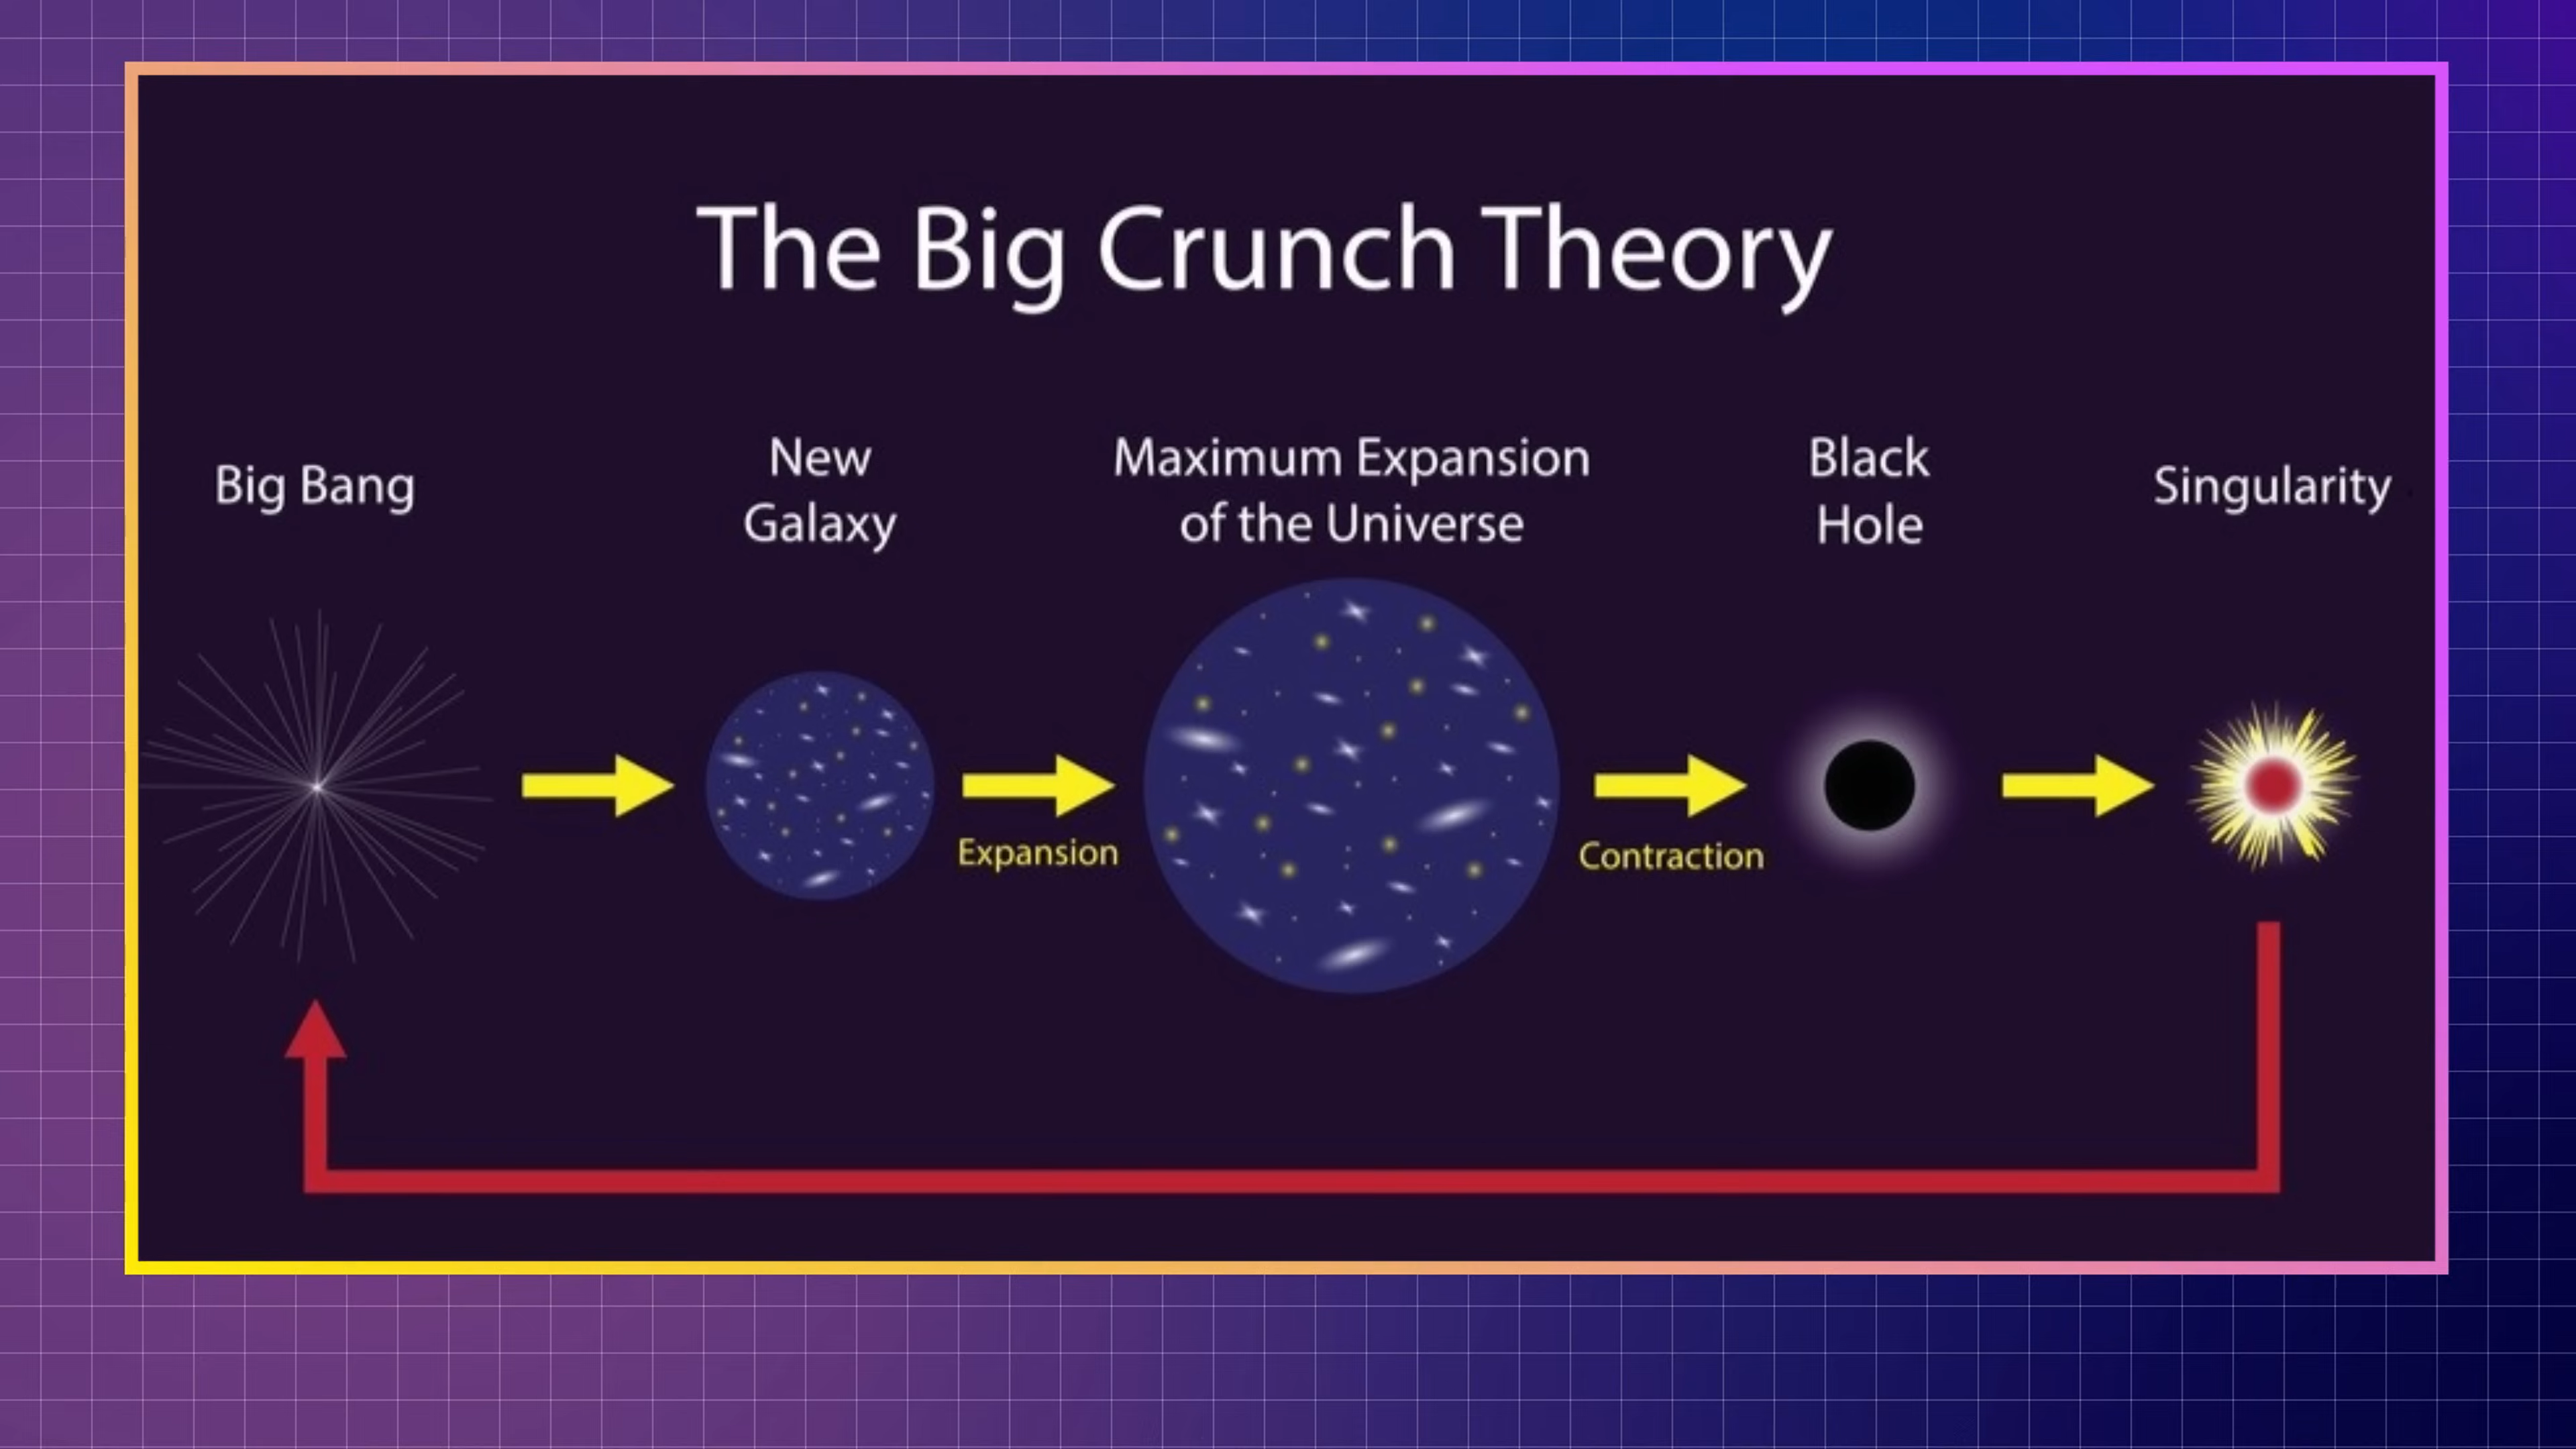 The Big Crunch Theory
Big Bang
New
Galaxy
Maximum Expansion
of the Universe
Black
Hole
Singularity
Expansion
Contraction